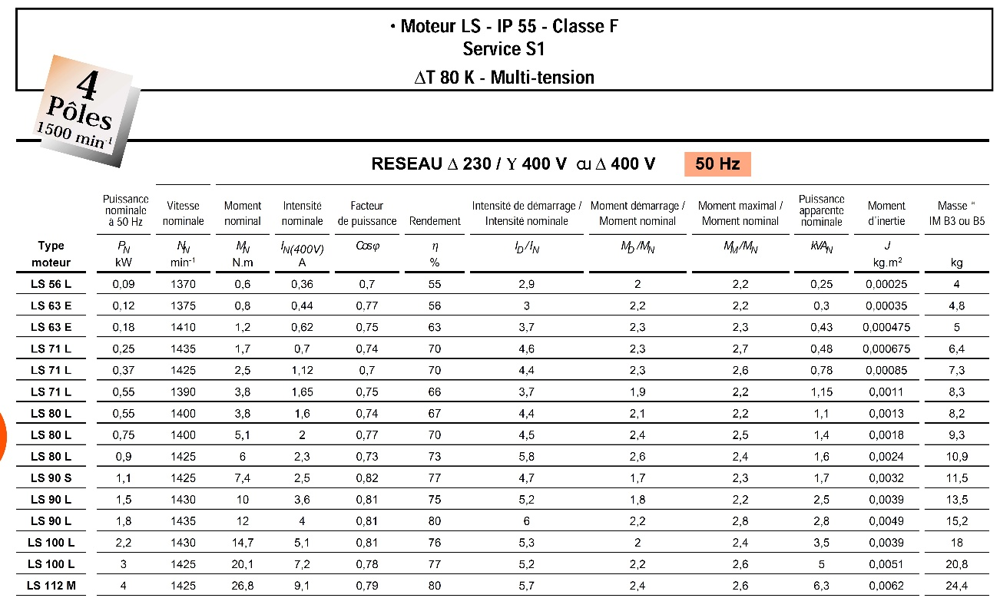 • Moteur LS - IP 55 - Classe F
Service S1
ΔT 80 K - Multi-tension
4
Pôles
1500 min-1
RESEAU Δ 230 / Y 400 V ou Δ 400 V 50 Hz
Puissance nominale à 50 Hz Vitesse nominale Moment nominal Intensité nominale Facteur de puissance Rendement Intensité de démarrage / Intensité nominale Moment démarrage / Moment nominal Moment maximal / Moment nominal Puissance apparente nominale Moment d'inertie Masse * IM B3 ou B5
Type PN NN MN IN(400V) Cosφ η ID/IN MD/MN MM/MN kVAN J
moteur kW min-1 N.m A % kg.m2 kg
LS 56 L 0,09 1370 0,6 0,36 0,7 55 2,9 2 2,2 0,25 0,00025 4
LS 63 E 0,12 1375 0,8 0,44 0,77 56 3 2,2 2,2 0,3 0,00035 4,8
LS 63 E 0,18 1410 1,2 0,62 0,75 63 3,7 2,3 2,3 0,43 0,000475 5
LS 71 L 0,25 1435 1,7 0,7 0,74 70 4,6 2,3 2,7 0,48 0,000675 6,4
LS 71 L 0,37 1425 2,5 1,12 0,7 70 4,4 2,3 2,6 0,78 0,00085 7,3
LS 71 L 0,55 1390 3,8 1,65 0,75 66 3,7 1,9 2,2 1,15 0,0011 8,3
LS 80 L 0,55 1400 3,8 1,6 0,74 67 4,4 2,1 2,2 1,1 0,0013 8,2
LS 80 L 0,75 1400 5,1 2 0,77 70 4,5 2,4 2,5 1,4 0,0018 9,3
LS 80 L 0,9 1425 6 2,3 0,73 73 5,8 2,6 2,4 1,6 0,0024 10,9
LS 90 S 1,1 1425 7,4 2,5 0,82 77 4,7 1,7 2,3 1,7 0,0032 11,5
LS 90 L 1,5 1430 10 3,6 0,81 75 5,2 1,8 2,2 2,5 0,0039 13,5
LS 90 L 1,8 1435 12 4 0,81 80 6 2,2 2,8 2,8 0,0049 15,2
LS 100 L 2,2 1430 14,7 5,1 0,81 76 5,3 2 2,4 3,5 0,0039 18
LS 100 L 3 1425 20,1 7,2 0,78 77 5,2 2,2 2,6 5 0,0051 20,8
LS 112 M 4 1425 26,8 9,1 0,79 80 5,7 2,4 2,6 6,3 0,0062 24,4